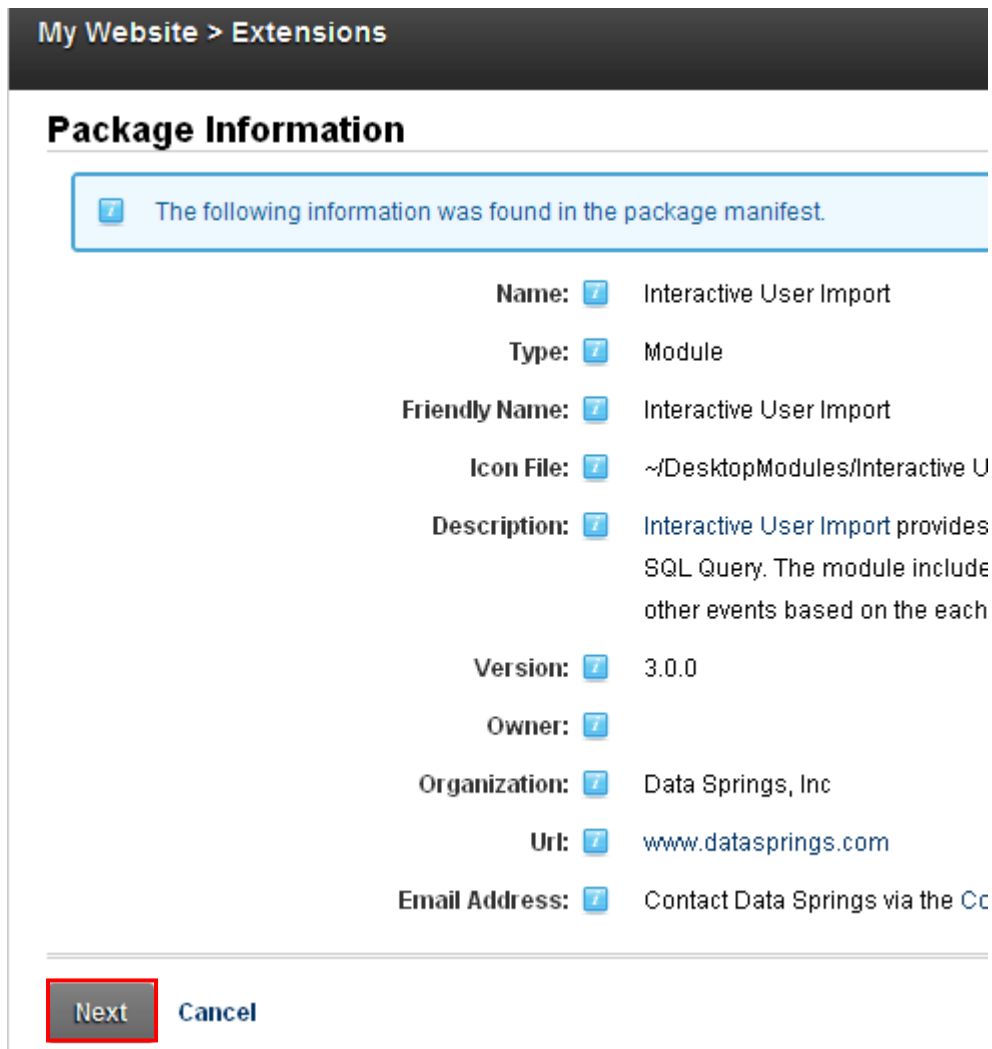 My Website > Extensions
Package Information
The following information was found in the package manifest.
Name: Interactive User Import
Type: Module
Friendly Name: Interactive User Import
Icon File: ~/DesktopModules/Interactive U
Description: Interactive User Import provides
SQL Query. The module include
other events based on the each
Version: 3.0.0
Owner:
Organization: Data Springs, Inc
Url: www.datasprings.com
Email Address: Contact Data Springs via the Co
Next Cancel